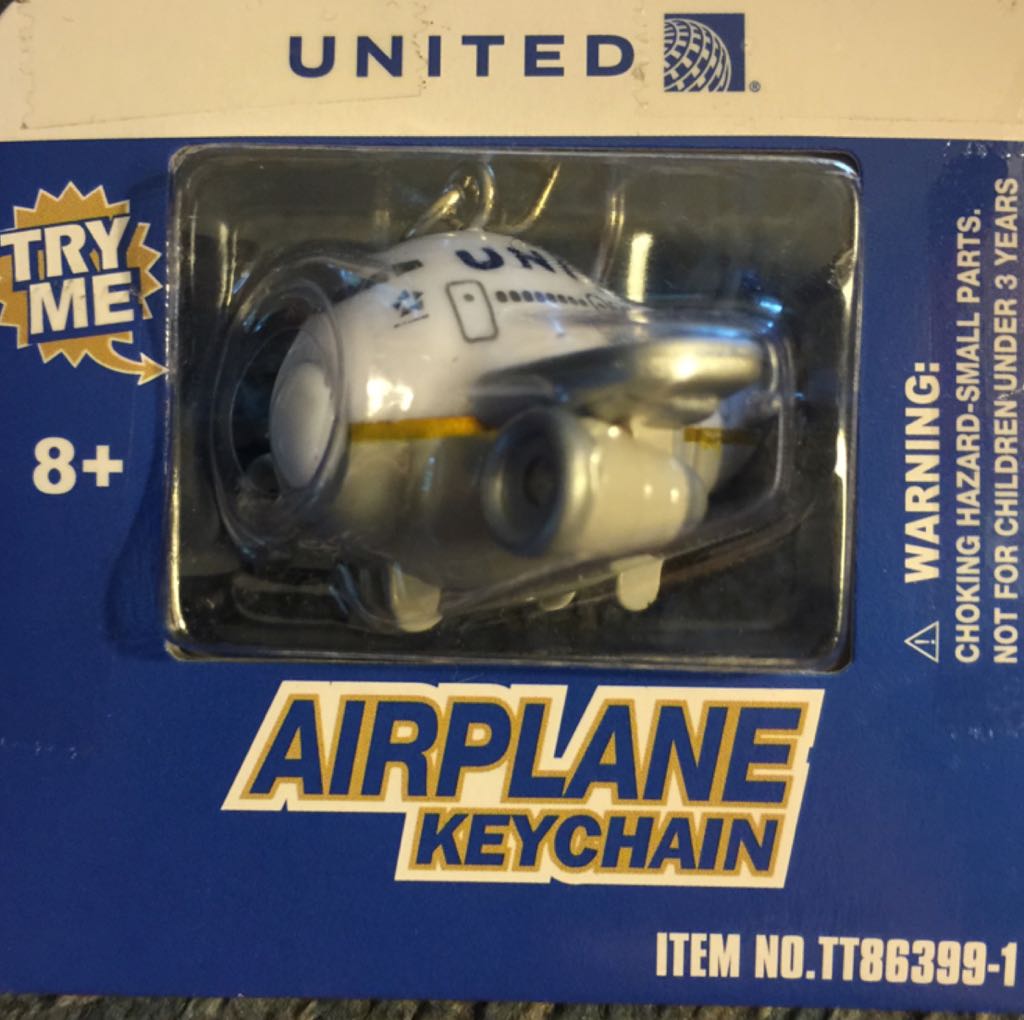 UNITED
®
TRY
ME
8+
UN
WARNING:
CHOKING HAZARD-SMALL PARTS.
NOT FOR CHILDREN UNDER 3 YEARS
AIRPLANE
KEYCHAIN
ITEM NO.TT86399-1